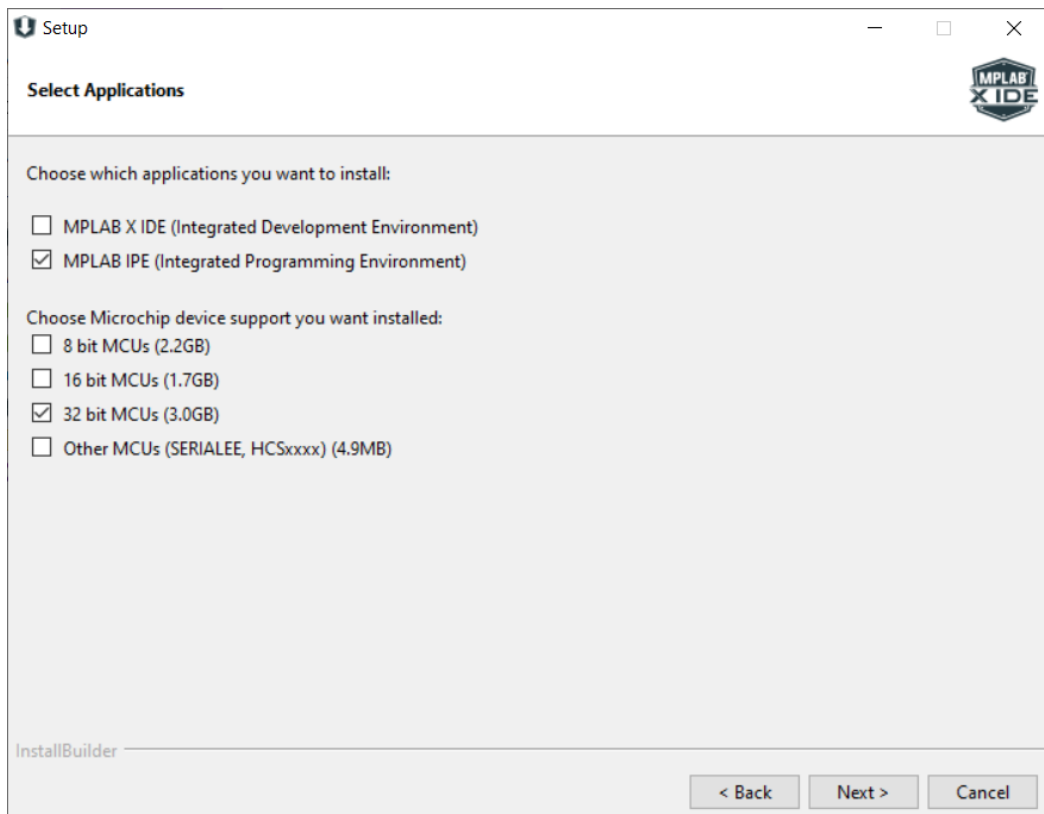 Setup
Select Applications
MPLAB
X IDE
Choose which applications you want to install:
MPLAB X IDE (Integrated Development Environment)
MPLAB IPE (Integrated Programming Environment)
Choose Microchip device support you want installed:
8 bit MCUs (2.2GB)
16 bit MCUs (1.7GB)
32 bit MCUs (3.0GB)
Other MCUs (SERIALEE, HCSxxxx) (4.9MB)
InstallBuilder
< Back Next > Cancel